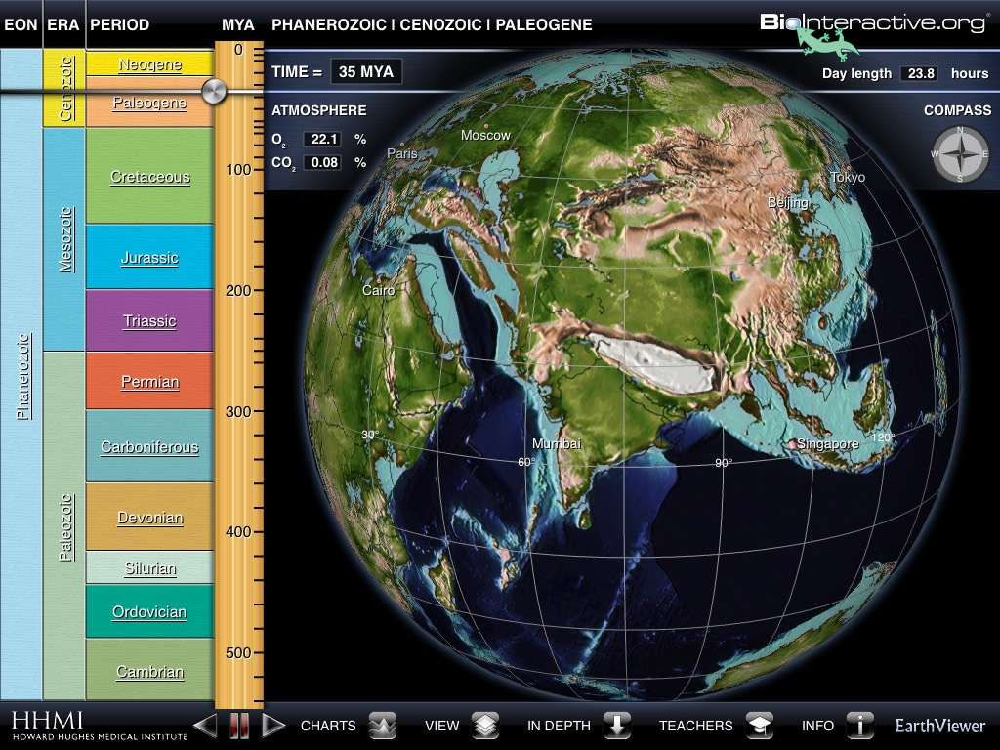 EON ERA PERIOD MYA PHANEROZOIC | CENOZOIC | PALEOGENE
BioInteractive.org
TIME = 35 MYA
Day length 23.8 hours
ATMOSPHERE
O2 22.1 %
CO2 0.08 %
COMPASS
N
W E
S
Phanerozoic
Cenozoic
Mesozoic
Paleozoic
Neogene
Paleogene
Cretaceous
Jurassic
Triassic
Permian
Carboniferous
Devonian
Silurian
Ordovician
Cambrian
0
100
200
300
400
500
Moscow
Paris
Tokyo
Beijing
Cairo
30°
Mumbai
60°
90°
Singapore
120°
HHMI
HOWARD HUGHES MEDICAL INSTITUTE
CHARTS VIEW IN DEPTH TEACHERS INFO i EarthViewer